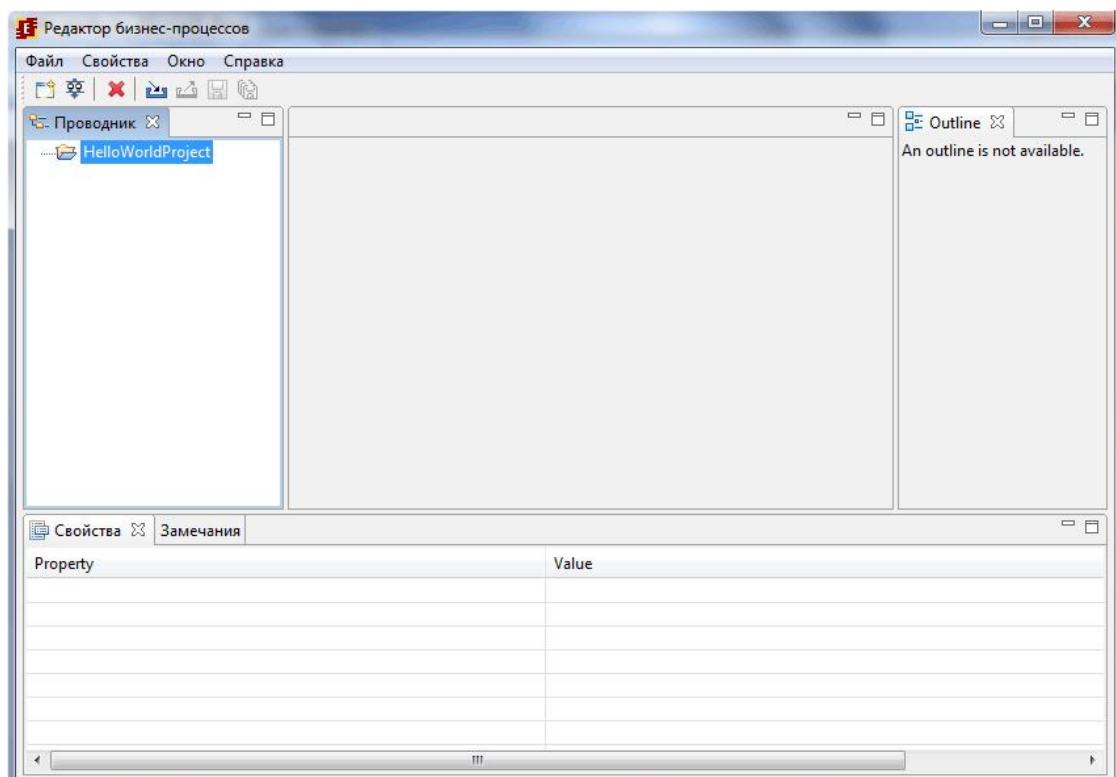 Редактор бизнес-процессов
Файл Свойства Окно Справка
Проводник
Outline
HelloWorldProject
An outline is not available.
Свойства Замечания
Property Value